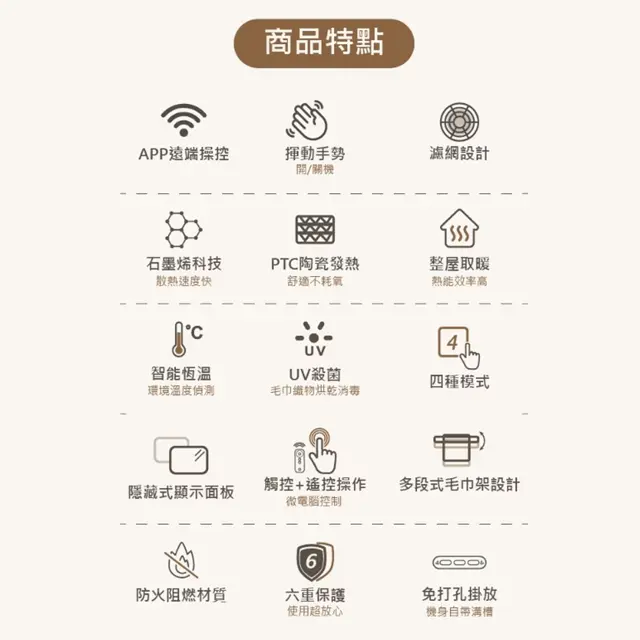 商品特點
APP遠端操控
揮動手勢
開/關機
濾網設計
石墨烯科技
散熱速度快
PTC陶瓷發熱
舒適不耗氧
整屋取暖
熱能效率高
°C
智能恆溫
環境溫度偵測
UV
UV殺菌
毛巾織物烘乾消毒
4
四種模式
隱藏式顯示面板
觸控+遙控操作
微電腦控制
多段式毛巾架設計
防火阻燃材質
6
六重保護
使用超放心
免打孔掛放
機身自帶溝槽